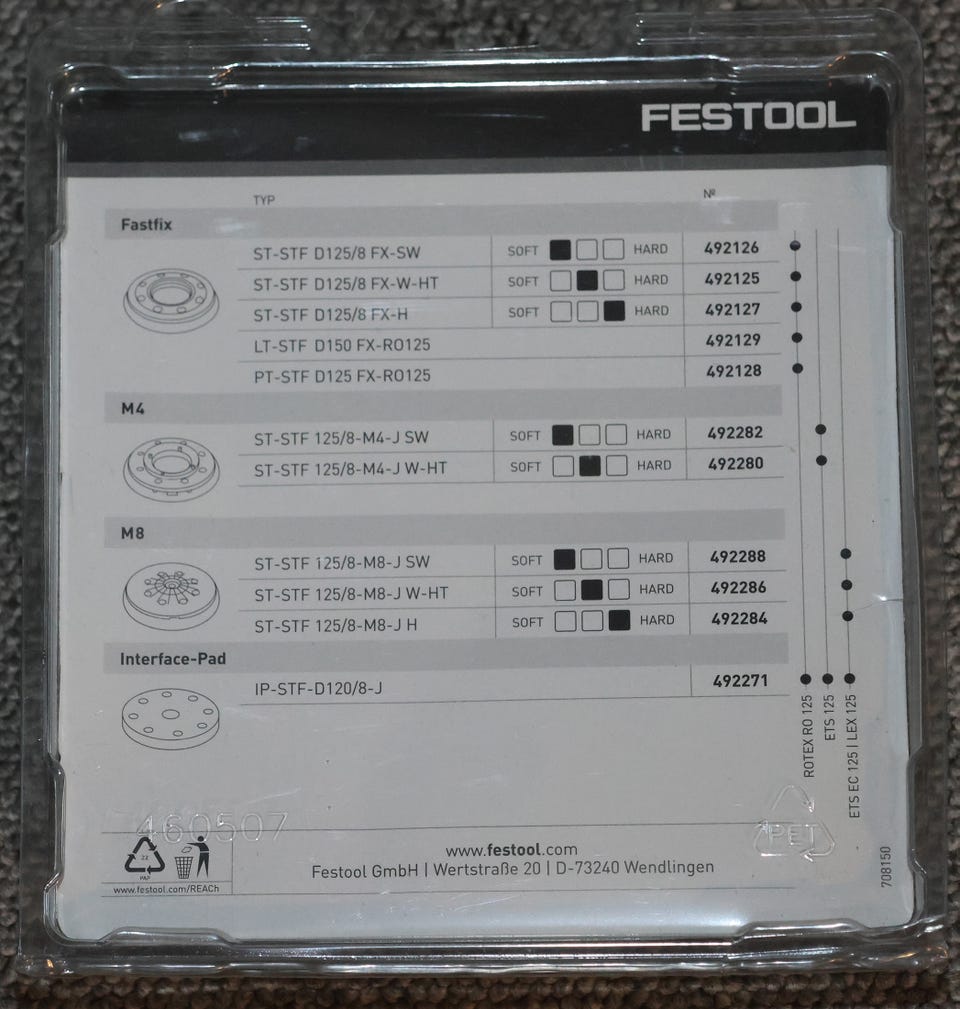 FESTOOL
TYP Nº
Fastfix
ST-STF D125/8 FX-SW SOFT HARD 492126
ST-STF D125/8 FX-W-HT SOFT HARD 492125
ST-STF D125/8 FX-H SOFT HARD 492127
LT-STF D150 FX-RO125 492129
PT-STF D125 FX-RO125 492128
M4
ST-STF 125/8-M4-J SW SOFT HARD 492282
ST-STF 125/8-M4-J W-HT SOFT HARD 492280
M8
ST-STF 125/8-M8-J SW SOFT HARD 492288
ST-STF 125/8-M8-J W-HT SOFT HARD 492286
ST-STF 125/8-M8-J H SOFT HARD 492284
Interface-Pad
IP-STF-D120/8-J 492271
ROTEX RO 125
ETS 125
ETS EC 125 | LEX 125
460507
PET
22
PAP
www.festool.com/REACh
www.festool.com
Festool GmbH | Wertstraße 20 | D-73240 Wendlingen
708150